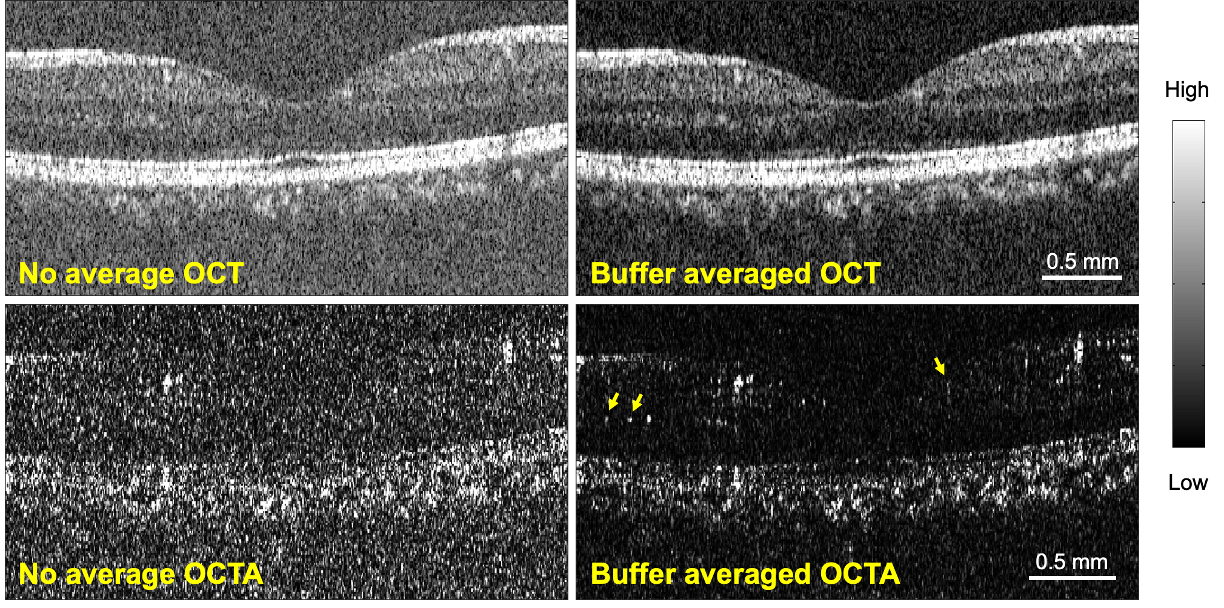 No average OCT
Buffer averaged OCT
0.5 mm
High
Low
No average OCTA
Buffer averaged OCTA
0.5 mm